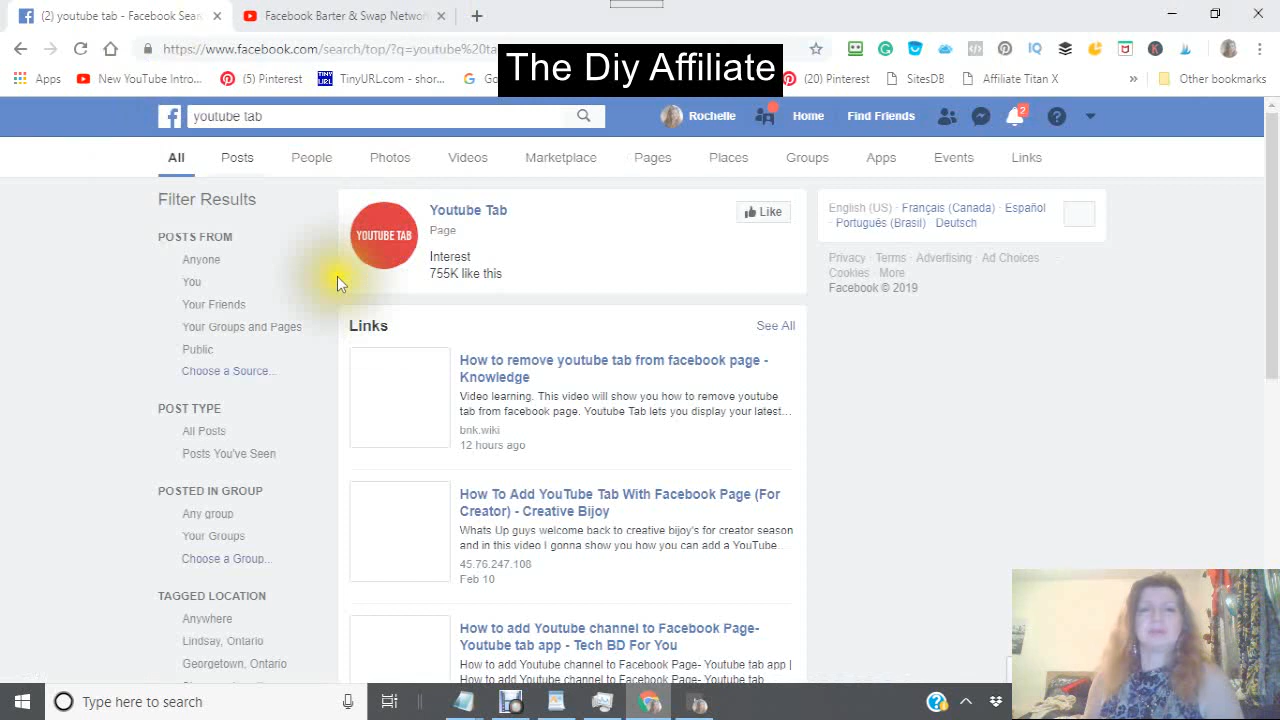 (2) youtube tab - Facebook Sear
Facebook Barter & Swap Networ
https://www.facebook.com/search/top/?q=youtube%20ta
The Diy Affiliate
Apps
New YouTube Intro...
(5) Pinterest
TinyURL.com - shor...
(20) Pinterest
SitesDB
Affiliate Titan X
»
Other bookmarks
youtube tab
Rochelle
Home
Find Friends
2
All
Posts
People
Photos
Videos
Marketplace
Pages
Places
Groups
Apps
Events
Links
Filter Results
POSTS FROM
Anyone
You
Your Friends
Your Groups and Pages
Public
Choose a Source...
POST TYPE
All Posts
Posts You've Seen
POSTED IN GROUP
Any group
Your Groups
Choose a Group...
TAGGED LOCATION
Anywhere
Lindsay, Ontario
Georgetown, Ontario
YOUTUBE TAB
Youtube Tab
Page
Interest
755K like this
Like
Links
See All
How to remove youtube tab from facebook page -
Knowledge
Video learning. This video will show you how to remove youtube
tab from facebook page. Youtube Tab lets you display your latest...
bnk.wiki
12 hours ago
How To Add YouTube Tab With Facebook Page (For
Creator) - Creative Bijoy
Whats Up guys welcome back to creative bijoy's for creator season
and in this video I gonna show you how you can add a YouTube...
45.76.247.108
Feb 10
How to add Youtube channel to Facebook Page-
Youtube tab app - Tech BD For You
How to add Youtube channel to Facebook Page- Youtube tab app |
English (US) · Français (Canada) · Español
· Português (Brasil) · Deutsch
Privacy · Terms · Advertising · Ad Choices ·
Cookies · More
Facebook © 2019
Type here to search